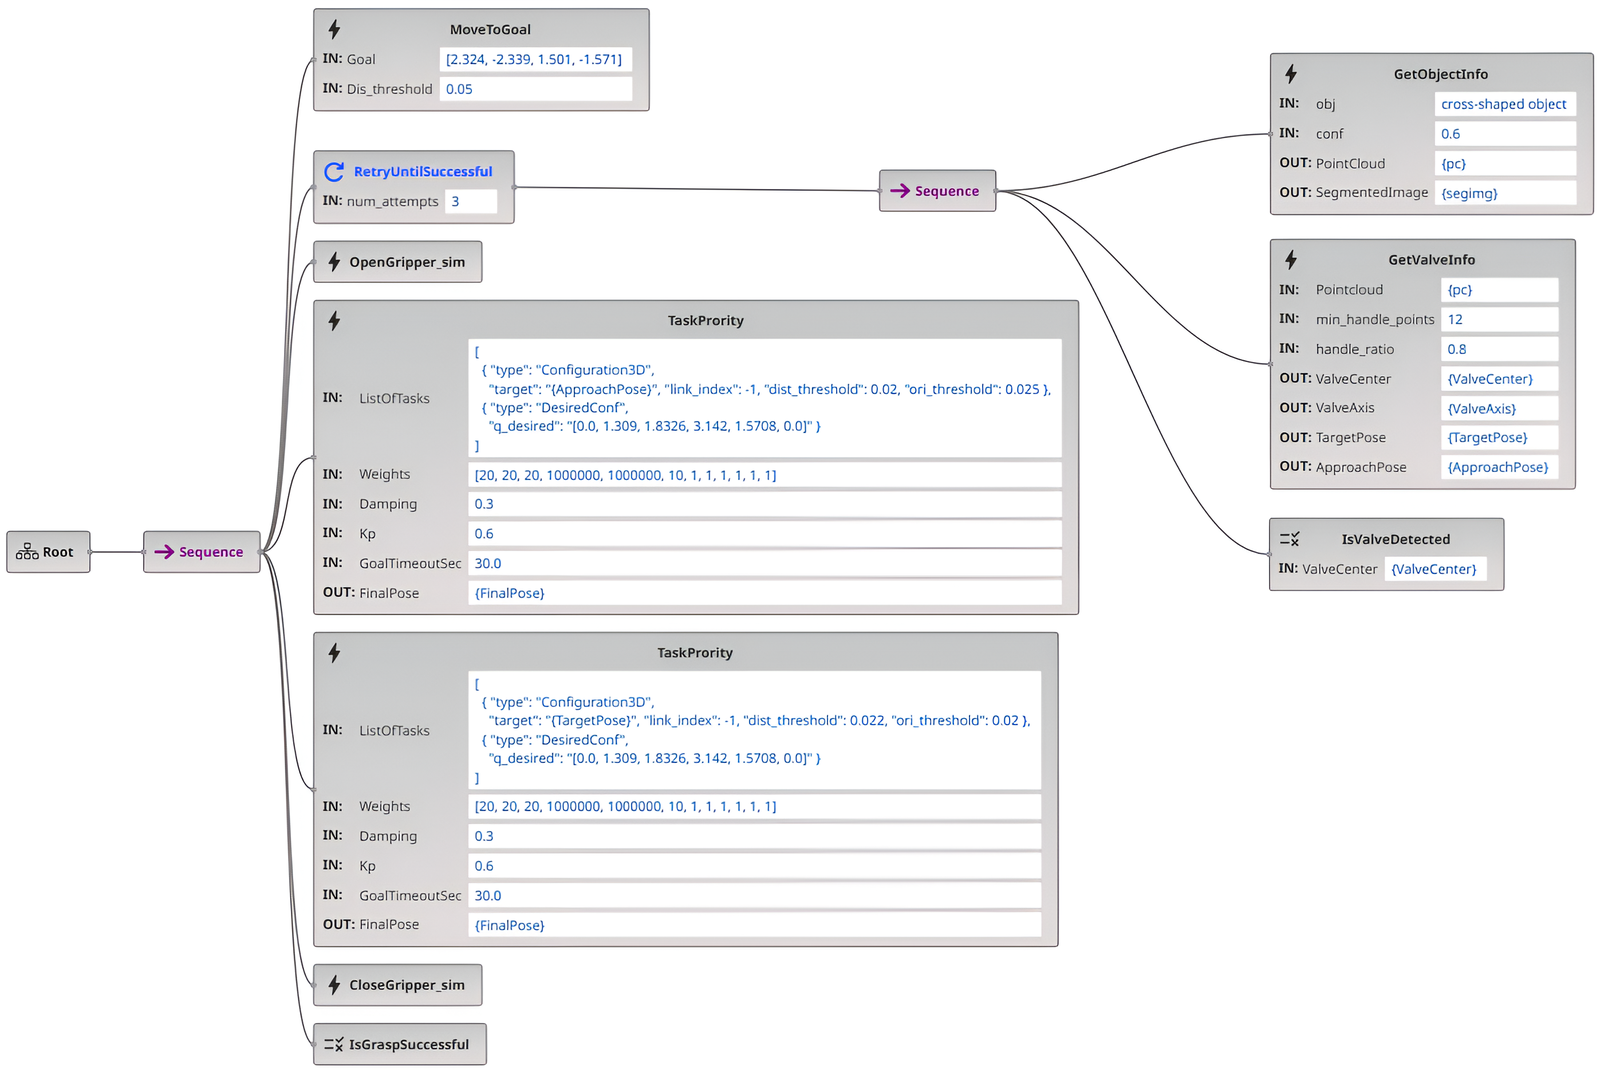 Root
Sequence
MoveToGoal
IN: Goal [2.324, -2.339, 1.501, -1.571]
IN: Dis_threshold 0.05
RetryUntilSuccessful
IN: num_attempts 3
OpenGripper_sim
TaskPrority
IN: ListOfTasks
[
{ "type": "Configuration3D",
"target": "{ApproachPose}", "link_index": -1, "dist_threshold": 0.02, "ori_threshold": 0.025 },
{ "type": "DesiredConf",
"q_desired": "[0.0, 1.309, 1.8326, 3.142, 1.5708, 0.0]" }
]
IN: Weights [20, 20, 20, 1000000, 1000000, 10, 1, 1, 1, 1, 1, 1]
IN: Damping 0.3
IN: Kp 0.6
IN: GoalTimeoutSec 30.0
OUT: FinalPose {FinalPose}
TaskPrority
IN: ListOfTasks
[
{ "type": "Configuration3D",
"target": "{TargetPose}", "link_index": -1, "dist_threshold": 0.022, "ori_threshold": 0.02 },
{ "type": "DesiredConf",
"q_desired": "[0.0, 1.309, 1.8326, 3.142, 1.5708, 0.0]" }
]
IN: Weights [20, 20, 20, 1000000, 1000000, 10, 1, 1, 1, 1, 1, 1]
IN: Damping 0.3
IN: Kp 0.6
IN: GoalTimeoutSec 30.0
OUT: FinalPose {FinalPose}
CloseGripper_sim
IsGraspSuccessful
Sequence
GetObjectInfo
IN: obj cross-shaped object
IN: conf 0.6
OUT: PointCloud {pc}
OUT: SegmentedImage {segimg}
GetValveInfo
IN: Pointcloud {pc}
IN: min_handle_points 12
IN: handle_ratio 0.8
OUT: ValveCenter {ValveCenter}
OUT: ValveAxis {ValveAxis}
OUT: TargetPose {TargetPose}
OUT: ApproachPose {ApproachPose}
IsValveDetected
IN: ValveCenter {ValveCenter}